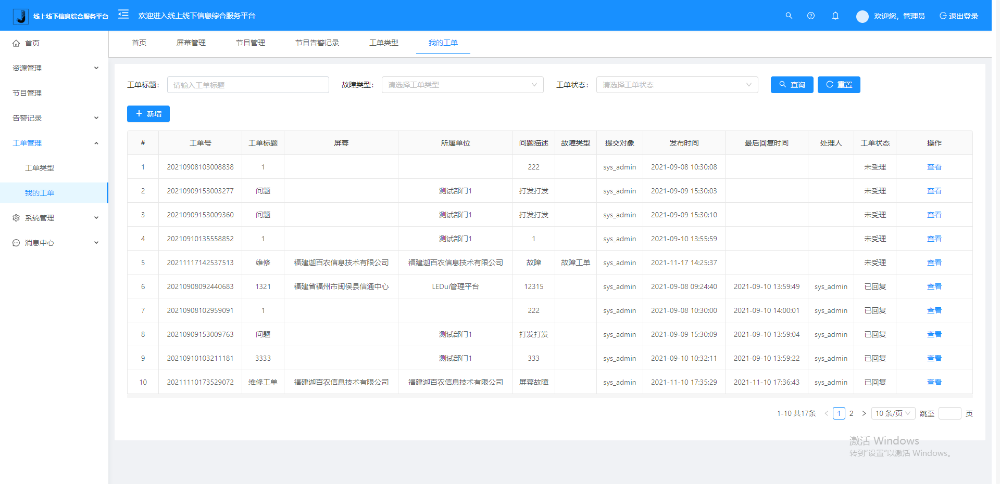 线上线下信息综合服务平台 欢迎进入线上线下信息综合服务平台 欢迎您，管理员 退出登录
首页
资源管理
节目管理
告警记录
工单管理
工单类型
我的工单
系统管理
消息中心
首页 屏幕管理 节目管理 节目告警记录 工单类型 我的工单
工单标题： 请输入工单标题 故障类型： 请选择工单类型 工单状态： 请选择工单状态 查询 重置
新增
# 工单号 工单标题 屏幕 所属单位 问题描述 故障类型 提交对象 发布时间 最后回复时间 处理人 工单状态 操作
1 20210908103008838 1 222 sys_admin 2021-09-08 10:30:08 未受理 查看
2 20210909153003277 问题 测试部门1 打发打发 sys_admin 2021-09-09 15:30:03 未受理 查看
3 20210909153009360 问题 测试部门1 打发打发 sys_admin 2021-09-09 15:30:10 未受理 查看
4 20210910135558852 1 测试部门1 1 sys_admin 2021-09-10 13:55:59 未受理 查看
5 20211117142537513 维修 福建迦百农信息技术有限公司 福建迦百农信息技术有限公司 故障 故障工单 sys_admin 2021-11-17 14:25:37 未受理 查看
6 20210908092440683 1321 福建省福州市闽侯县信通中心 LEDui管理平台 12315 sys_admin 2021-09-08 09:24:40 2021-09-10 13:59:49 sys_admin 已回复 查看
7 20210908102959091 1 222 sys_admin 2021-09-08 10:30:00 2021-09-10 14:00:01 sys_admin 已回复 查看
8 20210909153009763 问题 测试部门1 打发打发 sys_admin 2021-09-09 15:30:09 2021-09-10 13:59:04 sys_admin 已回复 查看
9 20210910103211181 3333 测试部门1 333 sys_admin 2021-09-10 10:32:11 2021-09-10 13:59:22 sys_admin 已回复 查看
10 20211110173529072 维修工单 福建迦百农信息技术有限公司 福建迦百农信息技术有限公司 屏幕故障 sys_admin 2021-11-10 17:35:29 2021-11-10 17:36:43 sys_admin 已回复 查看
1-10 共17条 < 1 2 > 10 条/页 跳至 页
激活 Windows
转到“设置”以激活 Windows。